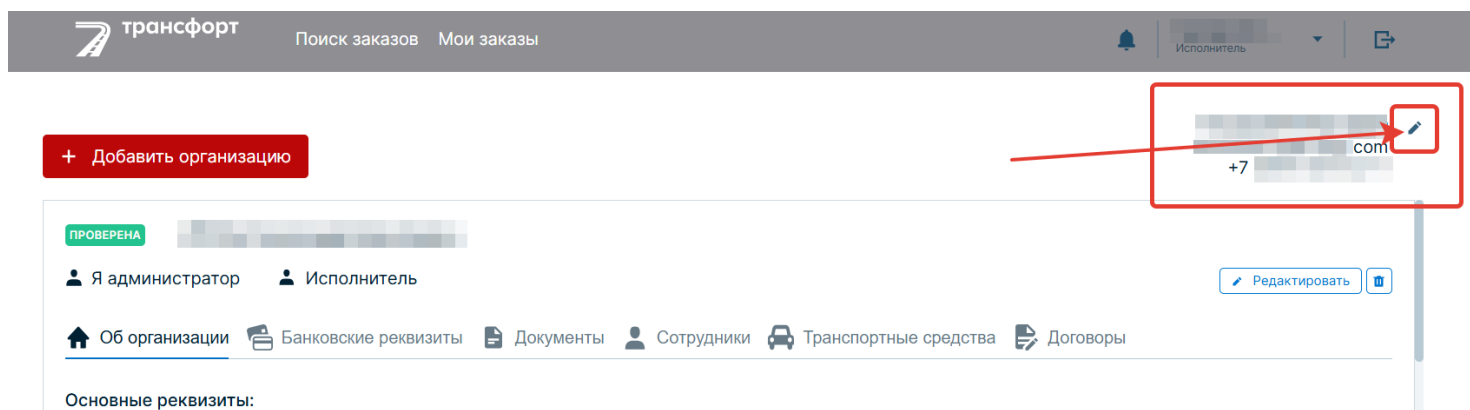 трансфорт
Поиск заказов Мои заказы
Исполнитель
com
+7
+ Добавить организацию
ПРОВЕРЕНА
Я администратор Исполнитель
Редактировать
Об организации Банковские реквизиты Документы Сотрудники Транспортные средства Договоры
Основные реквизиты: